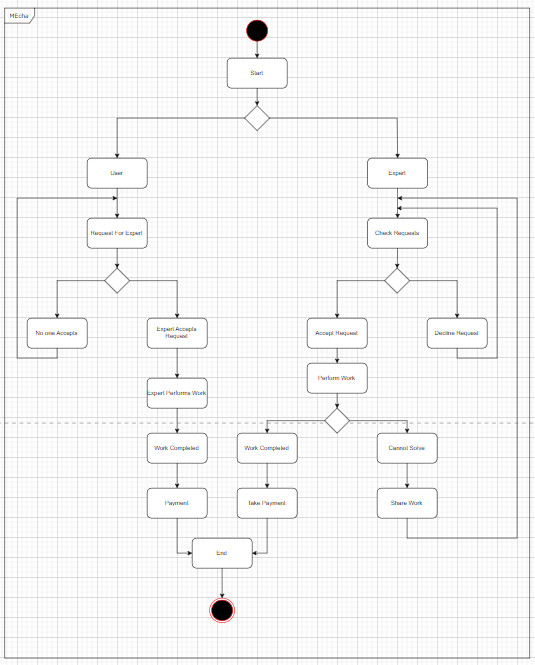 MEcha
Start
User
Expert
Request For Expert
Check Requests
No one Accepts
Expert Accepts
Request
Accept Request
Decline Request
Perform Work
Expert Performs Work
Work Completed
Work Completed
Cannot Solve
Payment
Take Payment
Share Work
End